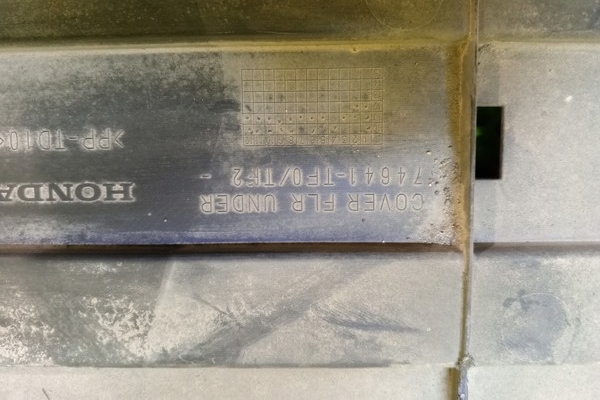 HONDA
COVER FLR UNDER
74641-TF0/TF2 -
>PP-TD10<